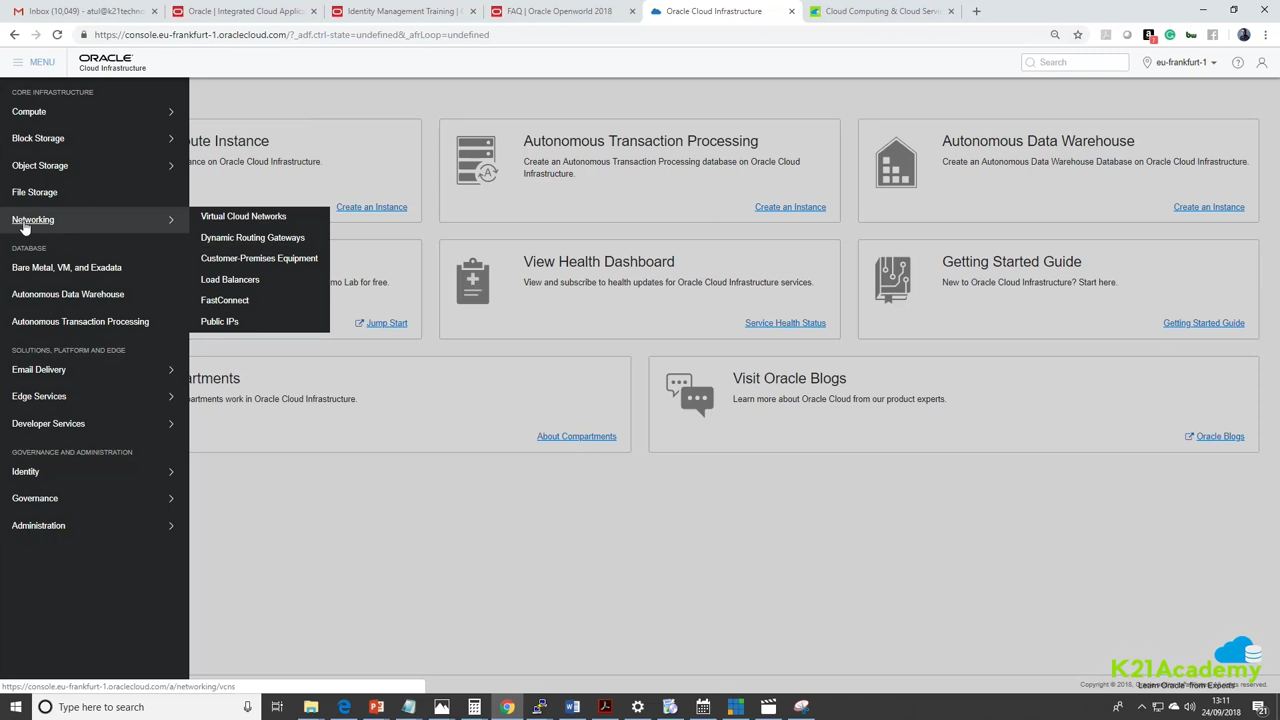 Inbox (10,049) - atul@k21techno
Oracle | Integrated Cloud Applic
Identity Management Training | C
FAQ | Oracle Openworld 2018
Oracle Cloud Infrastructure
Cloud Computing & Cloud Servic
https://console.eu-frankfurt-1.oraclecloud.com/?_adf.ctrl-state=undefined&_afrLoop=undefined
MENU
ORACLE
Cloud Infrastructure
Search
eu-frankfurt-1
CORE INFRASTRUCTURE
Compute
Block Storage
Object Storage
File Storage
Networking
DATABASE
Bare Metal, VM, and Exadata
Autonomous Data Warehouse
Autonomous Transaction Processing
SOLUTIONS, PLATFORM AND EDGE
Email Delivery
Edge Services
Developer Services
GOVERNANCE AND ADMINISTRATION
Identity
Governance
Administration
Virtual Cloud Networks
Dynamic Routing Gateways
Customer-Premises Equipment
Load Balancers
FastConnect
Public IPs
ute Instance
ance on Oracle Cloud Infrastructure.
Create an Instance
Autonomous Transaction Processing
Create an Autonomous Transaction Processing database on Oracle Cloud
Infrastructure.
Create an Instance
Autonomous Data Warehouse
Create an Autonomous Data Warehouse Database on Oracle Cloud Infrastructure.
Create an Instance
mo Lab for free.
Jump Start
View Health Dashboard
View and subscribe to health updates for Oracle Cloud Infrastructure services.
Service Health Status
Getting Started Guide
New to Oracle Cloud Infrastructure? Start here.
Getting Started Guide
artments
partments work in Oracle Cloud Infrastructure.
About Compartments
Visit Oracle Blogs
Learn more about Oracle Cloud from our product experts.
Oracle Blogs
K21Academy
Learn Oracle from Experts
Copyright © 2018, reserved.
https://console.eu-frankfurt-1.oraclecloud.com/a/networking/vcns
Type here to search
13:11
24/09/2018